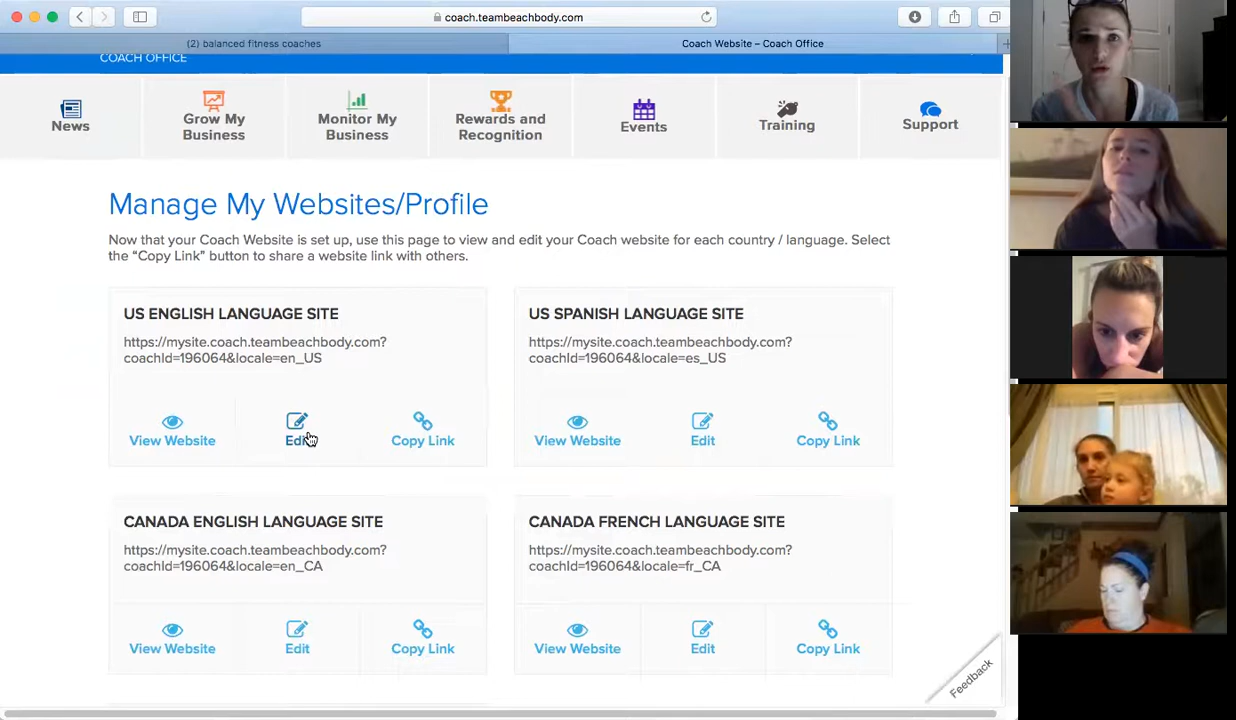 coach.teambeachbody.com
(2) balanced fitness coaches
Coach Website – Coach Office
COACH OFFICE
News
Grow My
Business
Monitor My
Business
Rewards and
Recognition
Events
Training
Support
Manage My Websites/Profile
Now that your Coach Website is set up, use this page to view and edit your Coach website for each country / language. Select
the “Copy Link” button to share a website link with others.
US ENGLISH LANGUAGE SITE
https://mysite.coach.teambeachbody.com?
coachId=196064&locale=en_US
View Website
Edit
Copy Link
US SPANISH LANGUAGE SITE
https://mysite.coach.teambeachbody.com?
coachId=196064&locale=es_US
View Website
Edit
Copy Link
CANADA ENGLISH LANGUAGE SITE
https://mysite.coach.teambeachbody.com?
coachId=196064&locale=en_CA
View Website
Edit
Copy Link
CANADA FRENCH LANGUAGE SITE
https://mysite.coach.teambeachbody.com?
coachId=196064&locale=fr_CA
View Website
Edit
Copy Link
Feedback